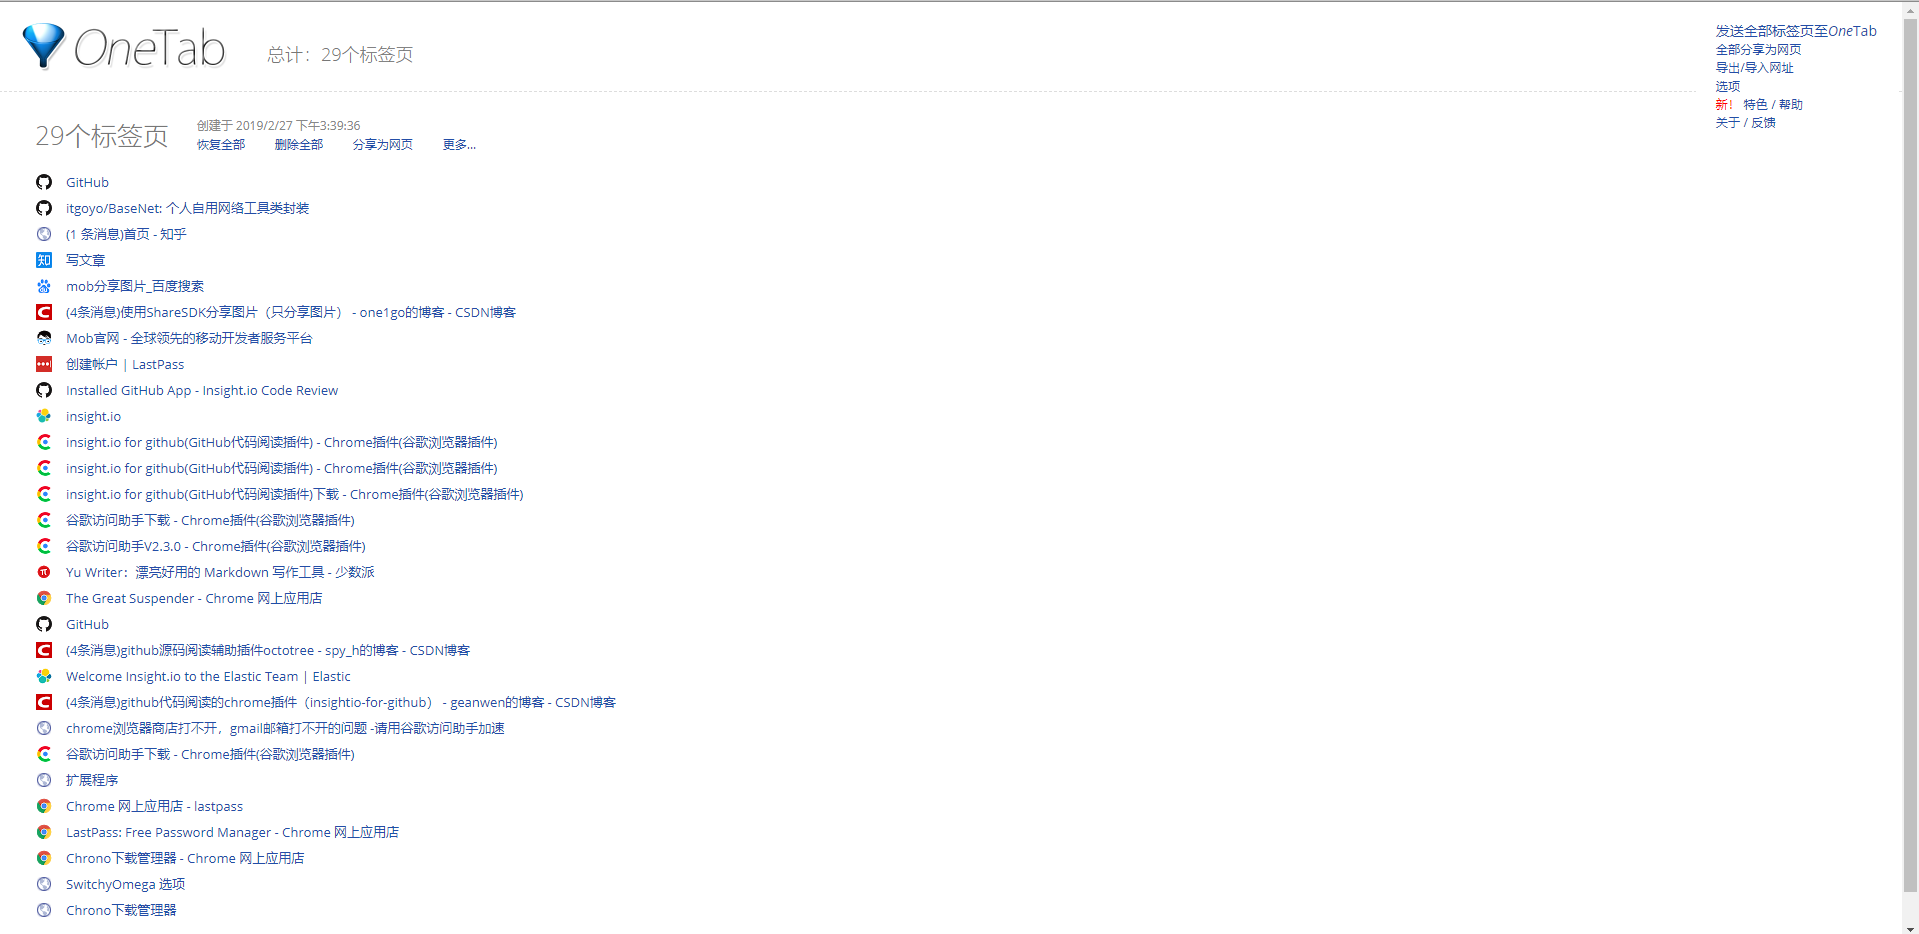 OneTab
总计：29个标签页
发送全部标签页至OneTab
全部分享为网页
导出/导入网址
选项
新！ 特色 / 帮助
关于 / 反馈
29个标签页
创建于 2019/2/27 下午3:39:36
恢复全部 删除全部 分享为网页 更多...
GitHub
itgoyo/BaseNet: 个人自用网络工具类封装
(1 条消息)首页 - 知乎
知 写文章
mob分享图片_百度搜索
(4条消息)使用ShareSDK分享图片（只分享图片） - one1go的博客 - CSDN博客
Mob官网 - 全球领先的移动开发者服务平台
创建帐户 | LastPass
Installed GitHub App - Insight.io Code Review
insight.io
insight.io for github(GitHub代码阅读插件) - Chrome插件(谷歌浏览器插件)
insight.io for github(GitHub代码阅读插件) - Chrome插件(谷歌浏览器插件)
insight.io for github(GitHub代码阅读插件)下载 - Chrome插件(谷歌浏览器插件)
谷歌访问助手下载 - Chrome插件(谷歌浏览器插件)
谷歌访问助手V2.3.0 - Chrome插件(谷歌浏览器插件)
Yu Writer：漂亮好用的 Markdown 写作工具 - 少数派
The Great Suspender - Chrome 网上应用店
GitHub
(4条消息)github源码阅读辅助插件octotree - spy_h的博客 - CSDN博客
Welcome Insight.io to the Elastic Team | Elastic
(4条消息)github代码阅读的chrome插件（insightio-for-github） - geanwen的博客 - CSDN博客
chrome浏览器商店打不开，gmail邮箱打不开的问题 -请用谷歌访问助手加速
谷歌访问助手下载 - Chrome插件(谷歌浏览器插件)
扩展程序
Chrome 网上应用店 - lastpass
LastPass: Free Password Manager - Chrome 网上应用店
Chrono下载管理器 - Chrome 网上应用店
SwitchyOmega 选项
Chrono下载管理器